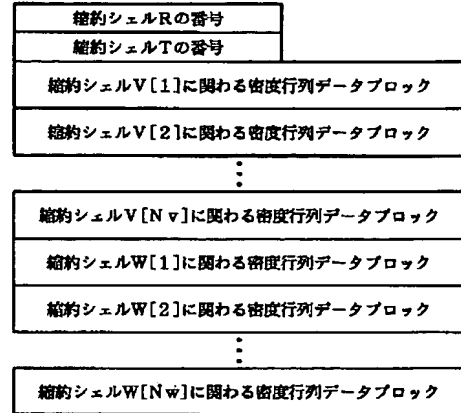 縮約シェルRの番号
縮約シェルTの番号
縮約シェルV[1]に関わる密度行列データブロック
縮約シェルV[2]に関わる密度行列データブロック
⋮
縮約シェルV[Nv]に関わる密度行列データブロック
縮約シェルW[1]に関わる密度行列データブロック
縮約シェルW[2]に関わる密度行列データブロック
⋮
縮約シェルW[Nw]に関わる密度行列データブロック